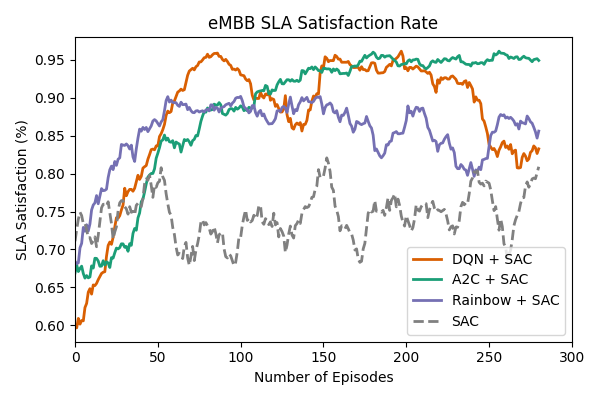 eMBB SLA Satisfaction Rate
SLA Satisfaction (%)
0.95
0.90
0.85
0.80
0.75
0.70
0.65
0.60
DQN + SAC
A2C + SAC
Rainbow + SAC
SAC
0 50 100 150 200 250 300
Number of Episodes